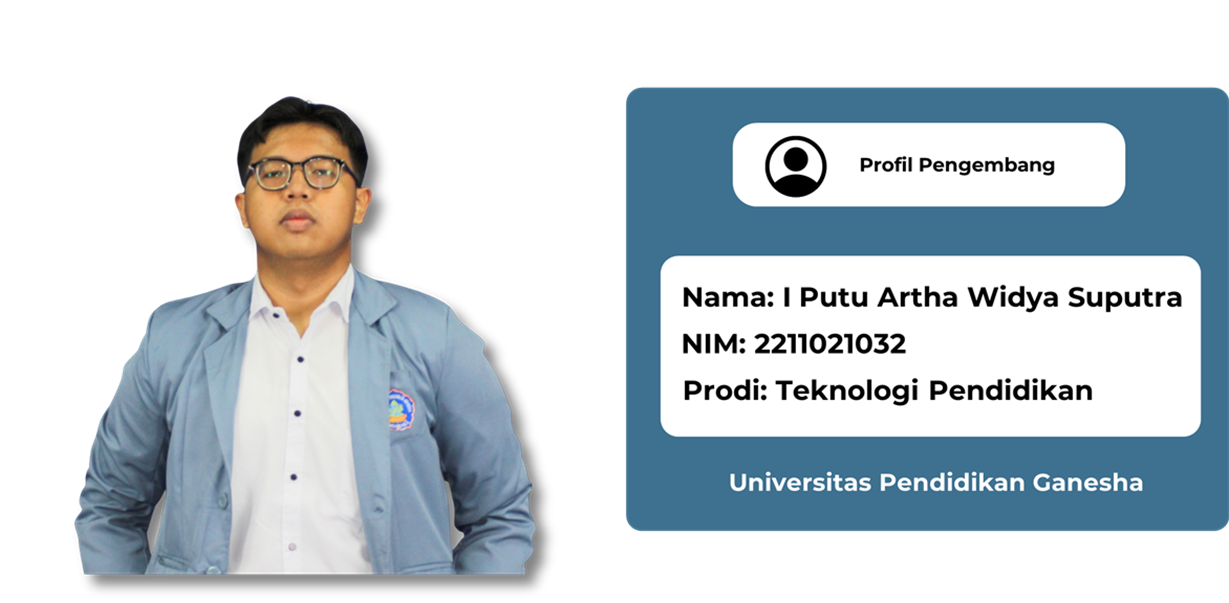 Profil Pengembang
Nama: I Putu Artha Widya Suputra
NIM: 2211021032
Prodi: Teknologi Pendidikan
Universitas Pendidikan Ganesha